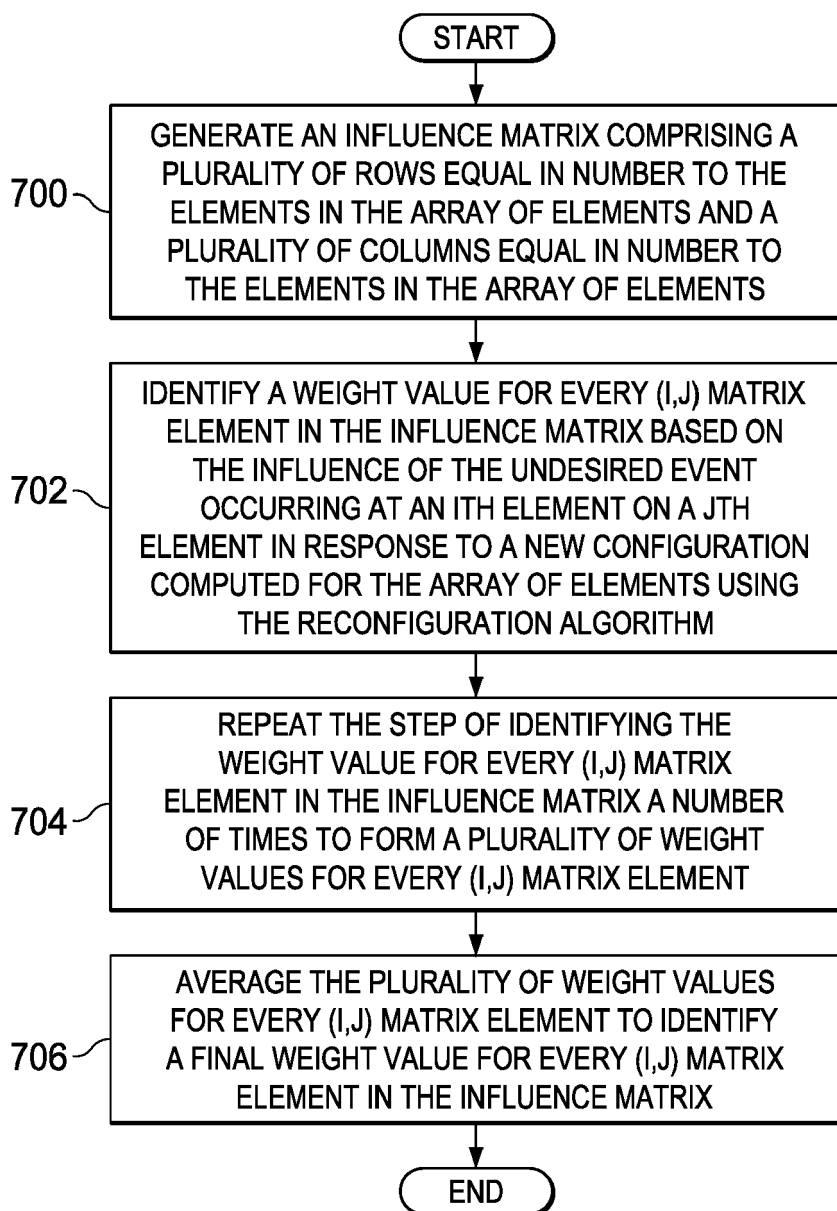 START
700
GENERATE AN INFLUENCE MATRIX COMPRISING A
PLURALITY OF ROWS EQUAL IN NUMBER TO THE
ELEMENTS IN THE ARRAY OF ELEMENTS AND A
PLURALITY OF COLUMNS EQUAL IN NUMBER TO
THE ELEMENTS IN THE ARRAY OF ELEMENTS
702
IDENTIFY A WEIGHT VALUE FOR EVERY (I,J) MATRIX
ELEMENT IN THE INFLUENCE MATRIX BASED ON
THE INFLUENCE OF THE UNDESIRED EVENT
OCCURRING AT AN ITH ELEMENT ON A JTH
ELEMENT IN RESPONSE TO A NEW CONFIGURATION
COMPUTED FOR THE ARRAY OF ELEMENTS USING
THE RECONFIGURATION ALGORITHM
704
REPEAT THE STEP OF IDENTIFYING THE
WEIGHT VALUE FOR EVERY (I,J) MATRIX
ELEMENT IN THE INFLUENCE MATRIX A NUMBER
OF TIMES TO FORM A PLURALITY OF WEIGHT
VALUES FOR EVERY (I,J) MATRIX ELEMENT
706
AVERAGE THE PLURALITY OF WEIGHT VALUES
FOR EVERY (I,J) MATRIX ELEMENT TO IDENTIFY
A FINAL WEIGHT VALUE FOR EVERY (I,J) MATRIX
ELEMENT IN THE INFLUENCE MATRIX
END